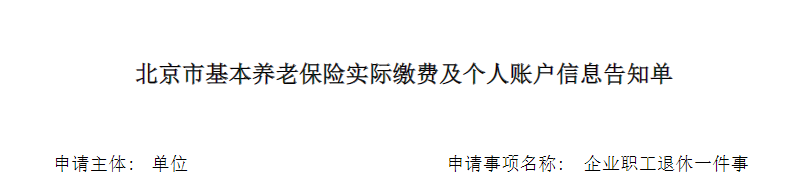 北京市基本养老保险实际缴费及个人账户信息告知单
申请主体： 单位 申请事项名称： 企业职工退休一件事